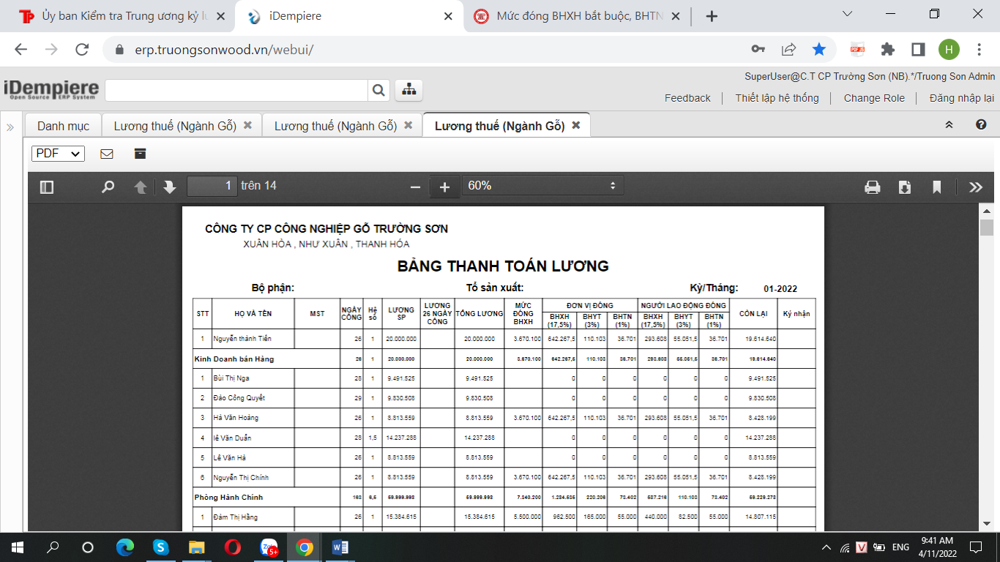 Ủy ban Kiểm tra Trung ương kỷ lu
iDempiere
Mức đóng BHXH bắt buộc, BHTN
erp.truongsonwood.vn/webui/
H
iDempiere
Open Source ERP System
SuperUser@C.T CP Trường Sơn (NB).*/Truong Son Admin
Feedback | Thiết lập hệ thống | Change Role | Đăng nhập lại
Danh mục Lương thuế (Ngành Gỗ) Lương thuế (Ngành Gỗ) Lương thuế (Ngành Gỗ)
PDF
1 trên 14 60%
CÔNG TY CP CÔNG NGHIỆP GỖ TRƯỜNG SƠN
XUÂN HÒA , NHƯ XUÂN , THANH HÓA
BẢNG THANH TOÁN LƯƠNG
Bộ phận: Tổ sản xuất: Kỳ/Tháng: 01-2022
STT HỌ VÀ TÊN MST NGÀY CÔNG Hệ số LƯƠNG SP LƯƠNG 26 NGÀY CÔNG TỔNG LƯƠNG MỨC ĐÓNG BHXH ĐƠN VỊ ĐÓNG NGƯỜI LAO ĐỘNG ĐÓNG CÒN LẠI Ký nhận
BHXH (17,5%) BHYT (3%) BHTN (1%) BHXH (17,5%) BHYT (3%) BHTN (1%)
1 Nguyễn thành Tiến 26 1 20.000.000 20.000.000 3.670.100 642.267,5 110.103 36.701 293.608 55.051,5 36.701 19.614.640
Kinh Doanh bán Hàng 26 1 20.000.000 20.000.000 3.670.100 642.267,5 110.103 36.701 293.608 55.051,5 36.701 19.614.640
1 Bùi Thị Nga 28 1 9.491.525 9.491.525 0 0 0 0 0 0 9.491.525
2 Đào Công Quyết 29 1 9.830.508 9.830.508 0 0 0 0 0 0 9.830.508
3 Hà Văn Hoàng 26 1 8.813.559 8.813.559 3.670.100 642.267,5 110.103 36.701 293.608 55.051,5 36.701 8.428.199
4 lê Văn Duẩn 28 1,5 14.237.288 14.237.288 0 0 0 0 0 0 14.237.288
5 Lê Văn Hà 26 1 8.813.559 8.813.559 0 0 0 0 0 0 8.813.559
6 Nguyễn Thị Chính 26 1 8.813.559 8.813.559 3.670.100 642.267,5 110.103 36.701 293.608 55.051,5 36.701 8.428.199
Phòng Hành Chính 163 6,5 59.999.998 59.999.998 7.340.200 1.284.535 220.206 73.402 587.216 110.103 73.402 59.229.278
1 Đàm Thị Hằng 26 1 15.384.615 15.384.615 5.500.000 962.500 165.000 55.000 440.000 82.500 55.000 14.807.115
5+
V
ENG
9:41 AM
4/11/2022